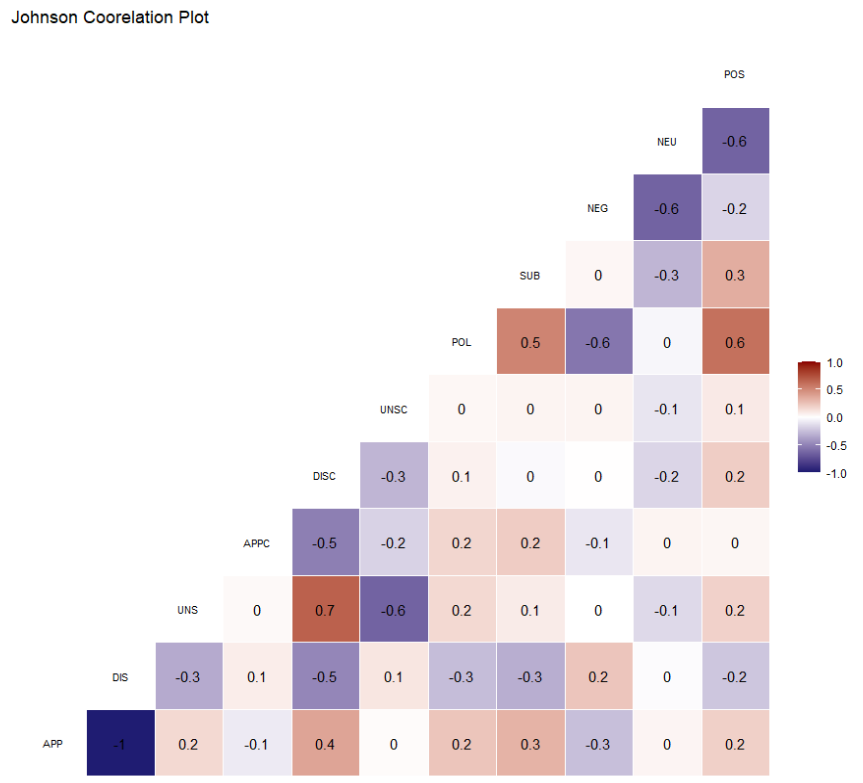 Johnson Coorelation Plot
POS
NEU -0.6
NEG -0.6 -0.2
SUB 0 -0.3 0.3
POL 0.5 -0.6 0 0.6
UNSC 0 0 0 -0.1 0.1
DISC -0.3 0.1 0 0 -0.2 0.2
APPC -0.5 -0.2 0.2 0.2 -0.1 0 0
UNS 0 0.7 -0.6 0.2 0.1 0 -0.1 0.2
DIS -0.3 0.1 -0.5 0.1 -0.3 -0.3 0.2 0 -0.2
APP -1 0.2 -0.1 0.4 0 0.2 0.3 -0.3 0 0.2
1.0
0.5
0.0
-0.5
-1.0